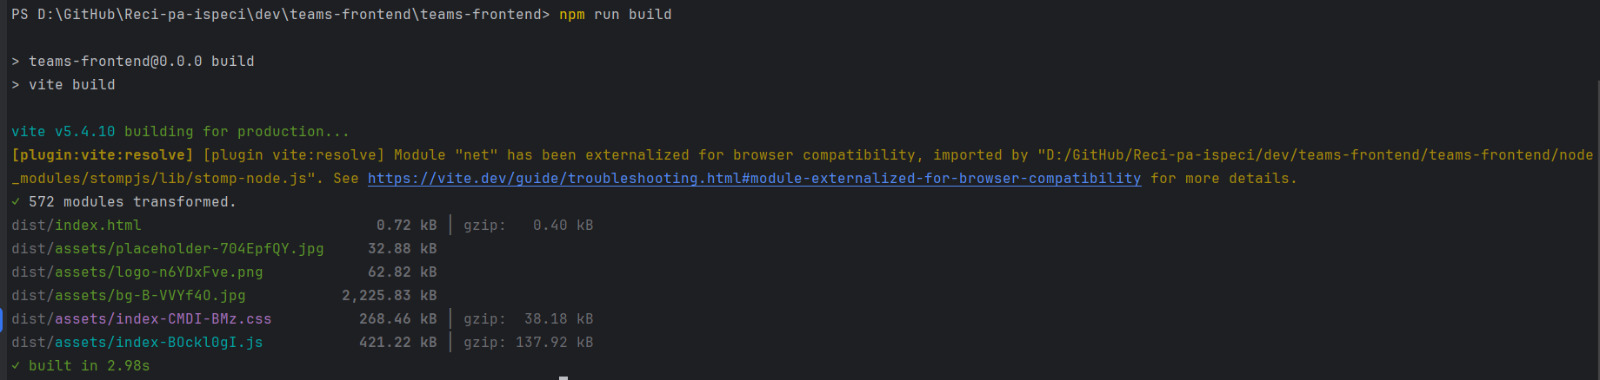 PS D:\GitHub\Reci-pa-ispeci\dev\teams-frontend\teams-frontend> npm run build
> teams-frontend@0.0.0 build
> vite build
vite v5.4.10 building for production...
[plugin:vite:resolve] [plugin vite:resolve] Module "net" has been externalized for browser compatibility, imported by "D:/GitHub/Reci-pa-ispeci/dev/teams-frontend/teams-frontend/node
_modules/stompjs/lib/stomp-node.js". See https://vite.dev/guide/troubleshooting.html#module-externalized-for-browser-compatibility for more details.
✓ 572 modules transformed.
dist/index.html 0.72 kB │ gzip: 0.40 kB
dist/assets/placeholder-704EpfQY.jpg 32.88 kB
dist/assets/logo-n6YDxFve.png 62.82 kB
dist/assets/bg-B-VVYf4O.jpg 2,225.83 kB
dist/assets/index-CMDI-BMz.css 268.46 kB │ gzip: 38.18 kB
dist/assets/index-BOckl0gI.js 421.22 kB │ gzip: 137.92 kB
✓ built in 2.98s